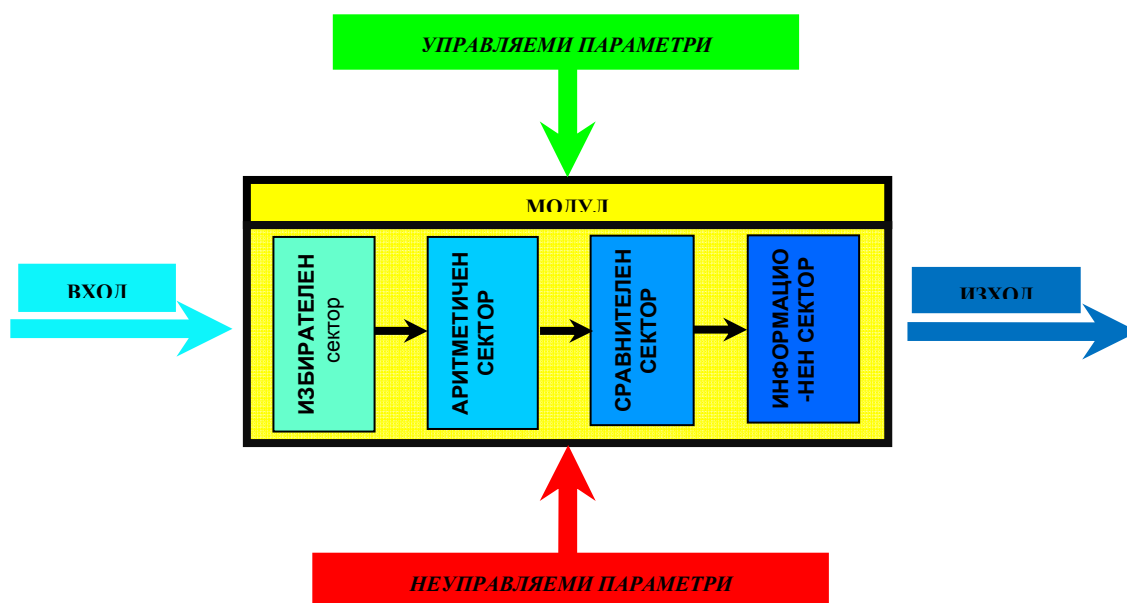 УПРАВЛЯЕМИ ПАРАМЕТРИ
МОДУЛ
ВХОД
ИЗБИРАТЕЛЕН
сектор
АРИТМЕТИЧЕН
СЕКТОР
СРАВНИТЕЛЕН
СЕКТОР
ИНФОРМАЦИО
-НЕН СЕКТОР
ИЗХОД
НЕУПРАВЛЯЕМИ ПАРАМЕТРИ